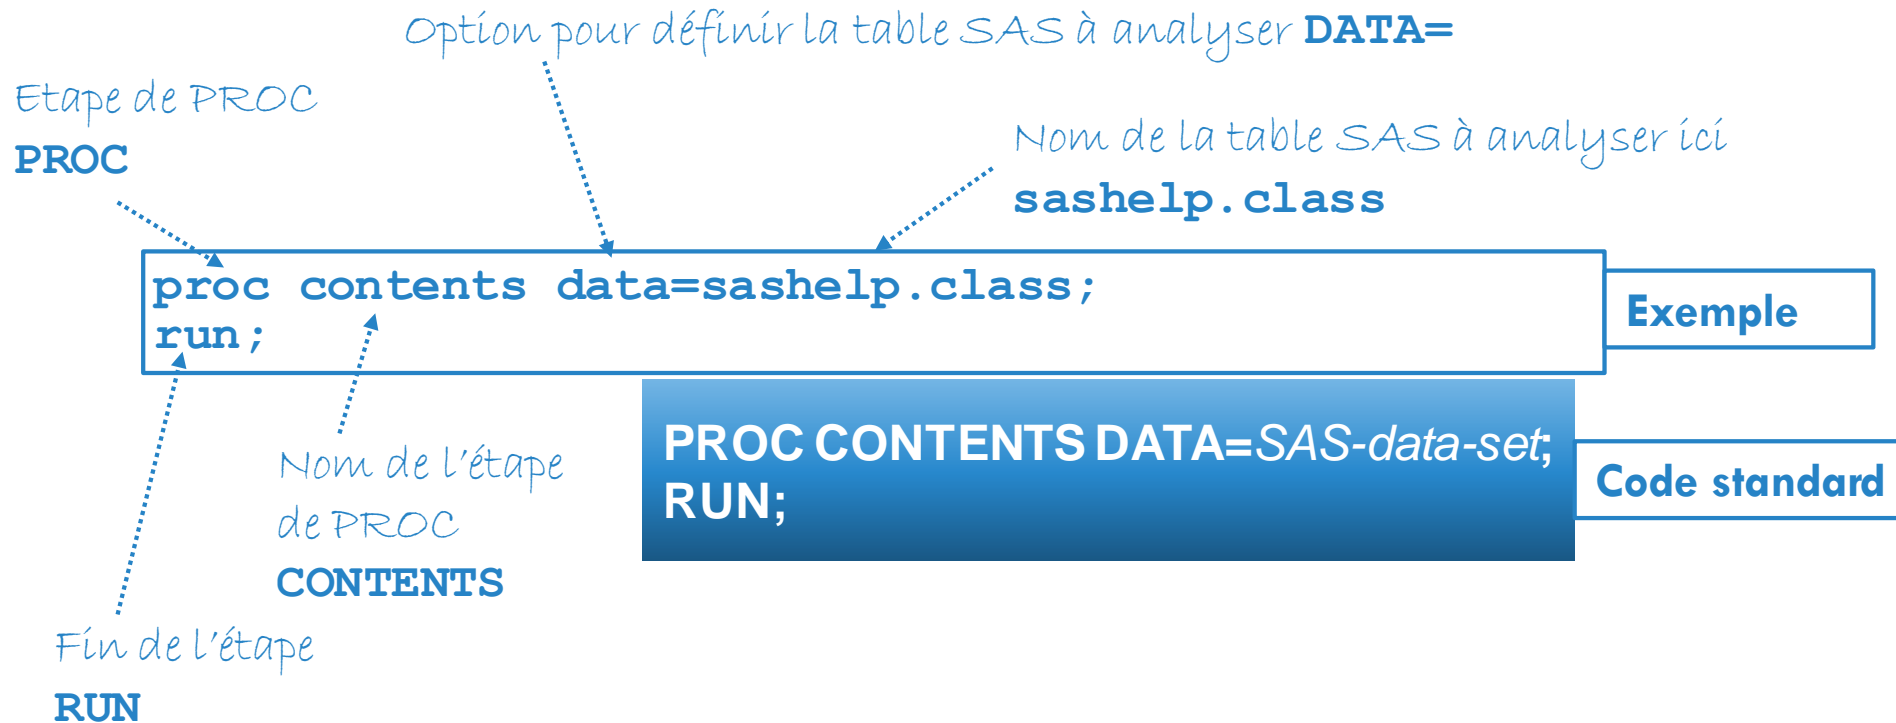 Option pour définir la table SAS à analyser DATA=
Etape de PROC
PROC
Nom de la table SAS à analyser ici
sashelp.class
proc contents data=sashelp.class;
run;
Exemple
PROC CONTENTS DATA=SAS-data-set;
RUN;
Code standard
Nom de l'étape
de PROC
CONTENTS
Fin de l'étape
RUN